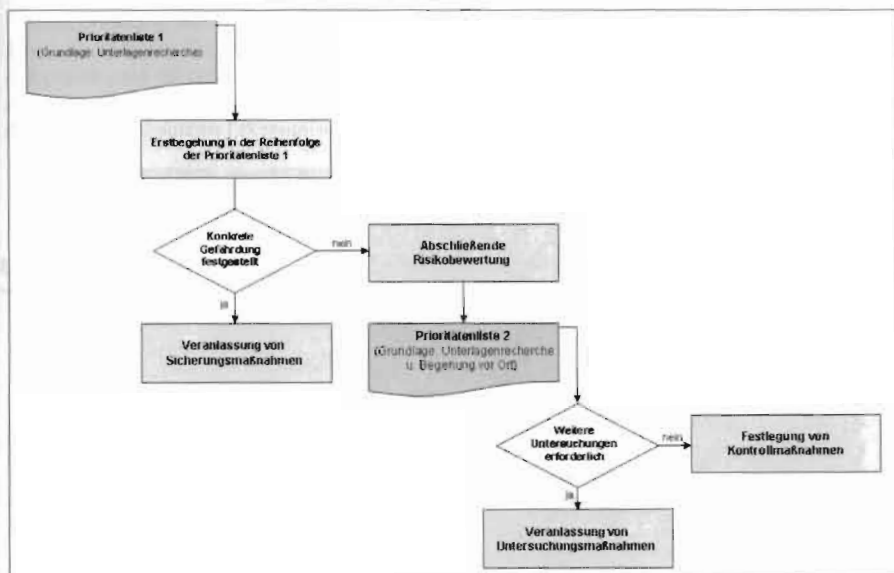 Prioritätenliste 1
(Grundlage: Unterlagenrecherche)
Erstbegehung in der Reihenfolge
der Prioritätenliste 1
Konkrete
Gefährdung
festgestellt
nein
Abschließende
Risikobewertung
ja
Veranlassung von
Sicherungsmaßnahmen
Prioritätenliste 2
(Grundlage: Unterlagenrecherche
u. Begehung vor Ort)
Weitere
Untersuchungen
erforderlich
nein
Festlegung von
Kontrollmaßnahmen
ja
Veranlassung von
Untersuchungsmaßnahmen